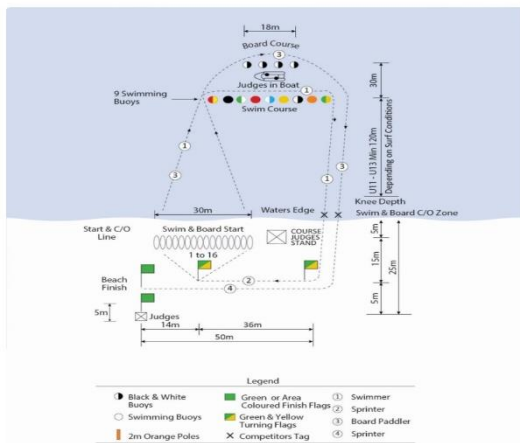 18m
Board Course
3
Judges in Boat
30m
9 Swimming
Buoys
1
Swim Course
1
3
1
3
U11 - U13 Min 120m
Depending on Surf Conditions
Knee Depth
30m
Waters Edge
Swim & Board C/O Zone
Start & C/O
Line
Swim & Board Start
1 to 16
COURSE
JUDGES
STAND
5m
15m
25m
5m
Beach
Finish
2
4
5m
Judges
14m
36m
50m
Legend
Black & White
Buoys
Green or Area
Coloured Finish Flags
1 Swimmer
2 Sprinter
Swimming Buoys
Green & Yellow
Turning Flags
3 Board Paddler
2m Orange Poles
Competitors Tag
4 Sprinter